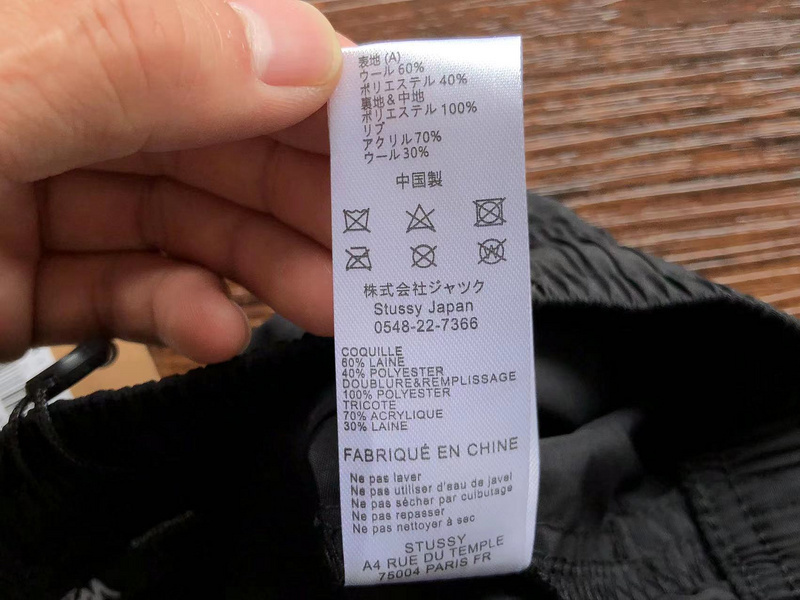 表地 (A)
ウール 60%
ポリエステル 40%
裏地 & 中地
ポリエステル 100%
リブ
アクリル 70%
ウール 30%
中国製
株式会社ジャツク
Stussy Japan
0548-22-7366
COQUILLE
60% LAINE
40% POLYESTER
DOUBLURE&REMPLISSAGE
100% POLYESTER
TRICOTE
70% ACRYLIQUE
30% LAINE
FABRIQUÉ EN CHINE
Ne pas laver
Ne pas utiliser d'eau de javel
Ne pas sécher par culbutage
Ne pas repasser
Ne pas nettoyer à sec
STUSSY
A4 RUE DU TEMPLE
75004 PARIS FR